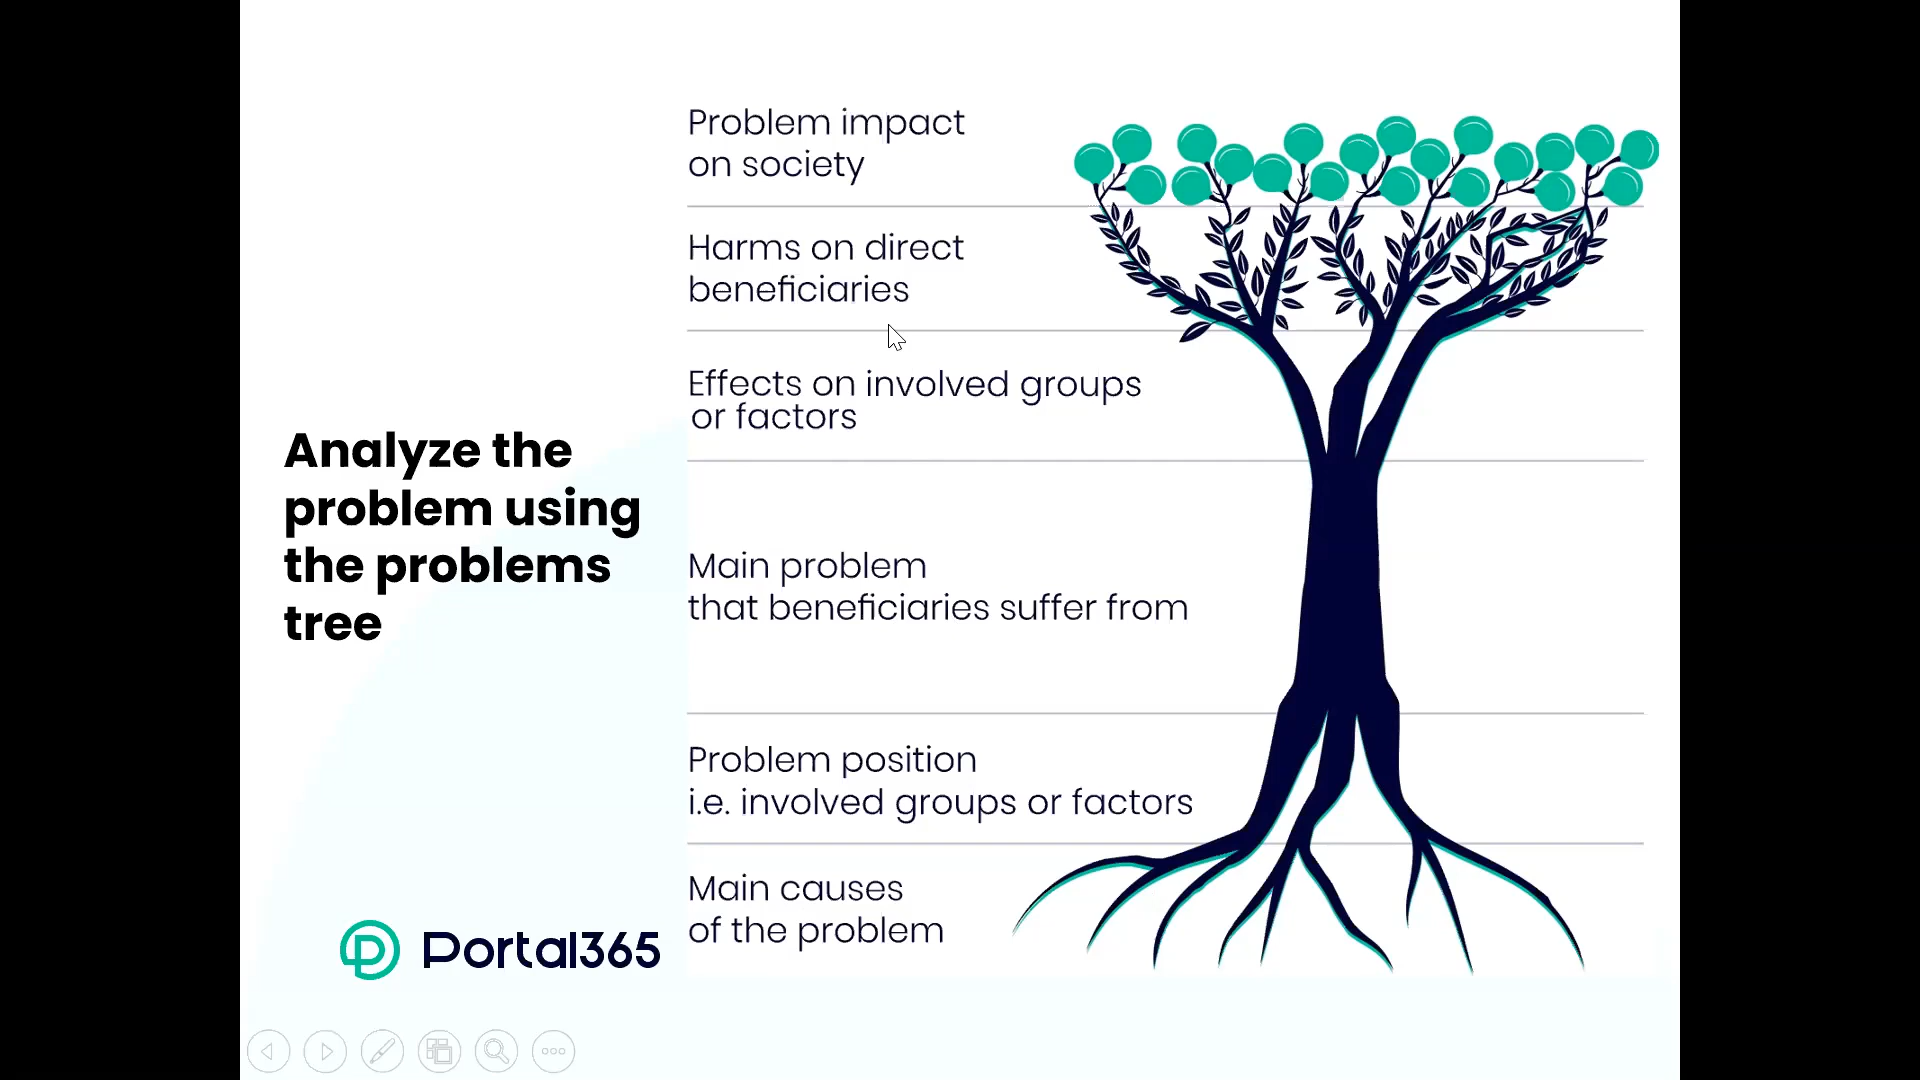 Problem impact
on society
Harms on direct
beneficiaries
Effects on involved groups
or factors
Analyze the
problem using
the problems
tree
Main problem
that beneficiaries suffer from
Problem position
i.e. involved groups or factors
Main causes
of the problem
Portal365